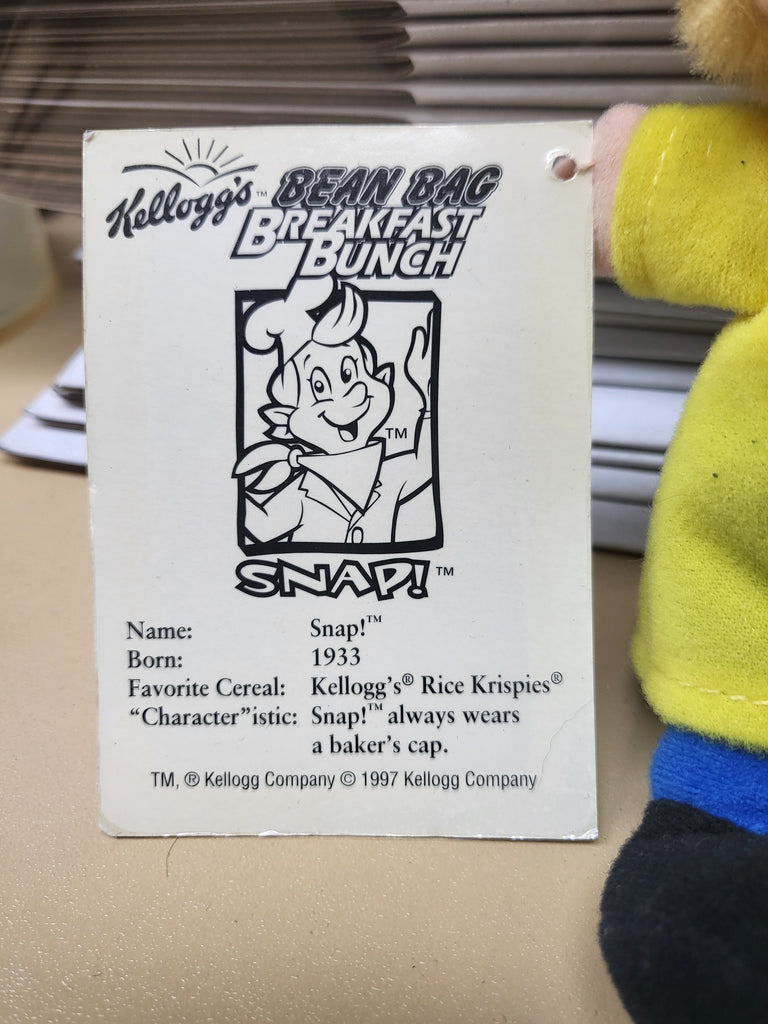 Kellogg's™ BEAN BAG
BREAKFAST
BUNCH
TM
SNAP!™
Name: Snap!™
Born: 1933
Favorite Cereal: Kellogg's® Rice Krispies®
“Character”istic: Snap!™ always wears
a baker's cap.
TM, ® Kellogg Company © 1997 Kellogg Company